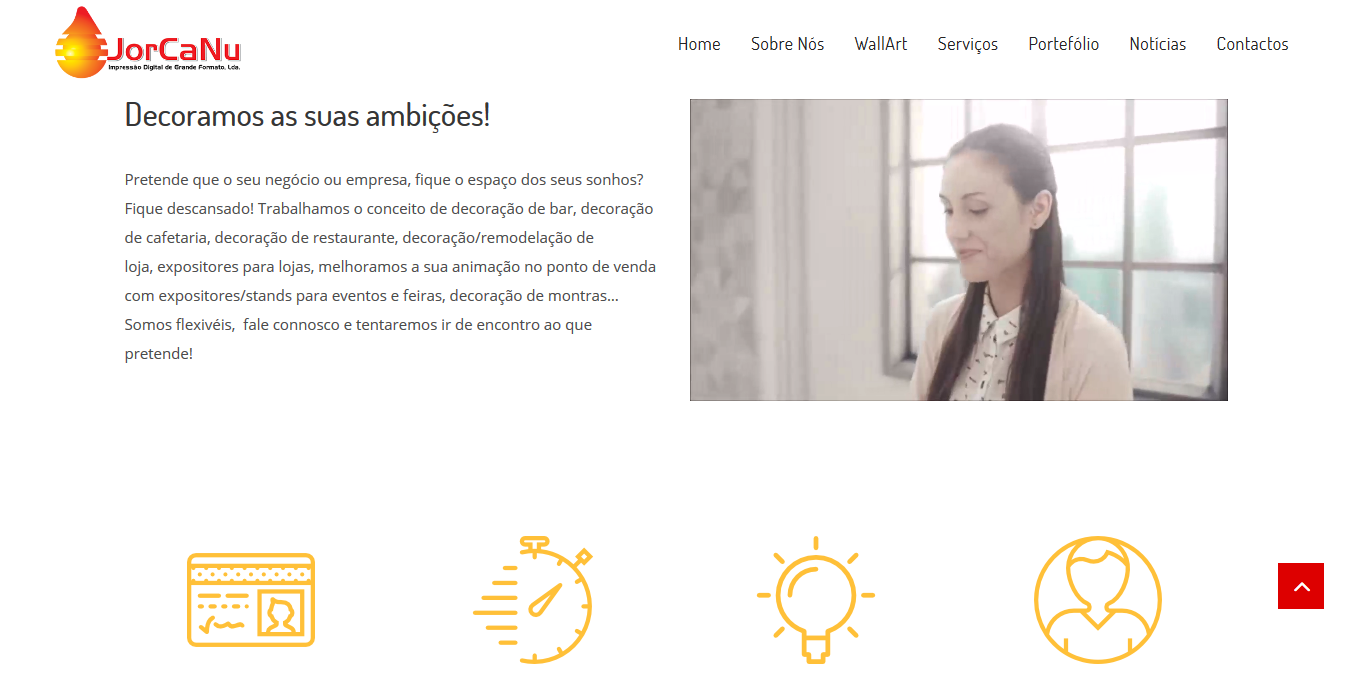 JorCaNu
Impressão Digital de Grande Formato, Lda.
Home Sobre Nós WallArt Serviços Portefólio Notícias Contactos
Decoramos as suas ambições!
Pretende que o seu negócio ou empresa, fique o espaço dos seus sonhos?
Fique descansado! Trabalhamos o conceito de decoração de bar, decoração
de cafetaria, decoração de restaurante, decoração/remodelação de
loja, expositores para lojas, melhoramos a sua animação no ponto de venda
com expositores/stands para eventos e feiras, decoração de montras...
Somos flexivéis,  fale connosco e tentaremos ir de encontro ao que
pretende!